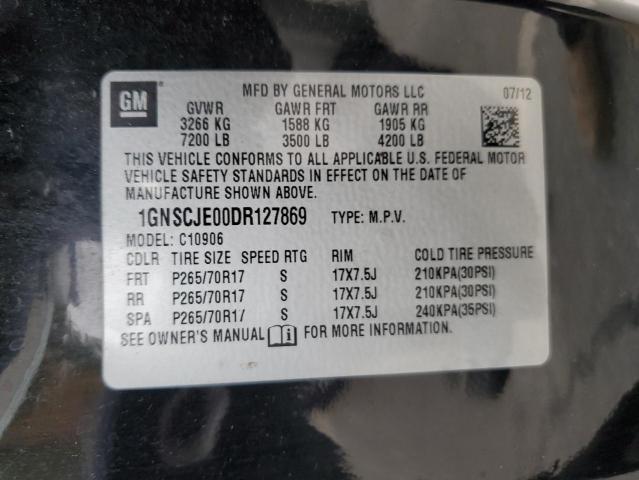 GM
MFD BY GENERAL MOTORS LLC 07/12
GVWR GAWR FRT GAWR RR
3266 KG 1588 KG 1905 KG
7200 LB 3500 LB 4200 LB
THIS VEHICLE CONFORMS TO ALL APPLICABLE U.S. FEDERAL MOTOR
VEHICLE SAFETY STANDARDS IN EFFECT ON THE DATE OF
MANUFACTURE SHOWN ABOVE.
1GNSCJE00DR127869 TYPE: M.P.V.
MODEL: C10906
CDLR TIRE SIZE SPEED RTG RIM COLD TIRE PRESSURE
FRT P265/70R17 S 17X7.5J 210KPA(30PSI)
RR P265/70R17 S 17X7.5J 210KPA(30PSI)
SPA P265/70R17 S 17X7.5J 240KPA(35PSI)
SEE OWNER'S MANUAL FOR MORE INFORMATION.